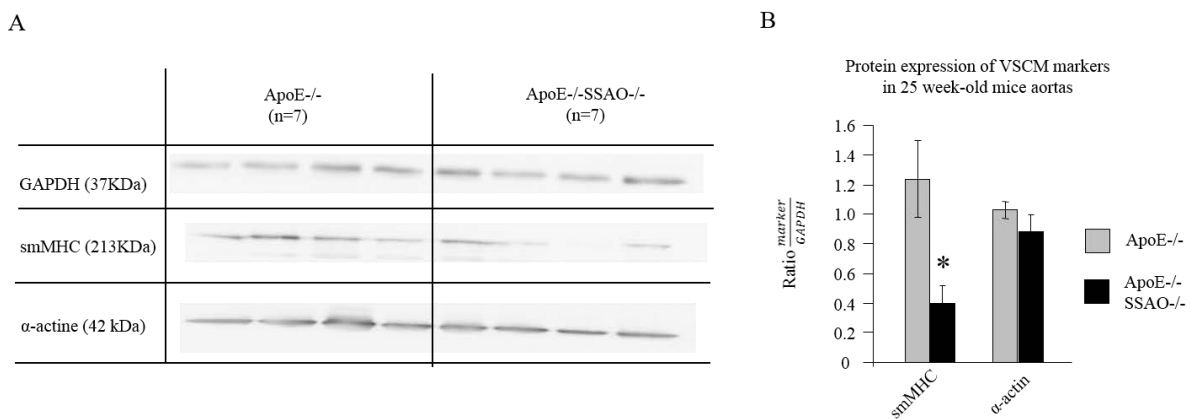 A
ApoE-/-
(n=7)
ApoE-/-SSAO-/-
(n=7)
GAPDH (37KDa)
smMHC (213KDa)
α-actine (42 kDa)
B
Protein expression of VSCM markers
in 25 week-old mice aortas
Ratio marker/GAPDH
1.6
1.4
1.2
1.0
0.8
0.6
0.4
0.2
0
*
smMHC
α-actin
ApoE-/-
ApoE-/-
SSAO-/-